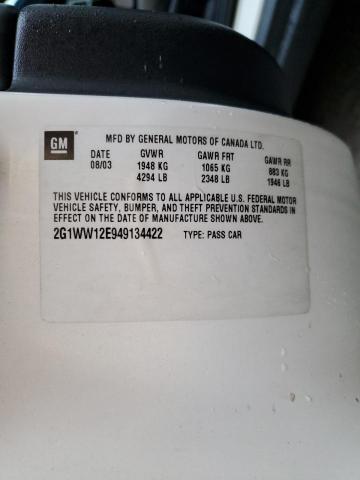 GM
MFD BY GENERAL MOTORS OF CANADA LTD.
DATE GVWR GAWR FRT GAWR RR
08/03 1948 KG 1065 KG 883 KG
4294 LB 2348 LB 1946 LB
THIS VEHICLE CONFORMS TO ALL APPLICABLE U.S. FEDERAL MOTOR
VEHICLE SAFETY, BUMPER, AND THEFT PREVENTION STANDARDS IN
EFFECT ON THE DATE OF MANUFACTURE SHOWN ABOVE.
2G1WW12E949134422 TYPE: PASS CAR